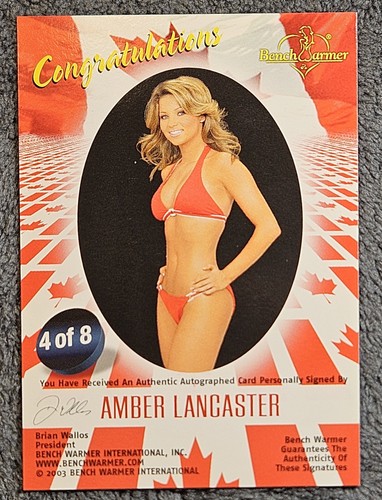 Congratulations
Bench Warmer
4 of 8
You Have Received An Authentic Autographed Card Personally Signed By
AMBER LANCASTER
Brian Wallos
President
BENCH WARMER INTERNATIONAL, INC.
WWW.BENCHWARMER.COM
© 2003 BENCH WARMER INTERNATIONAL
Bench Warmer
Guarantees The
Authenticity Of
These Signatures